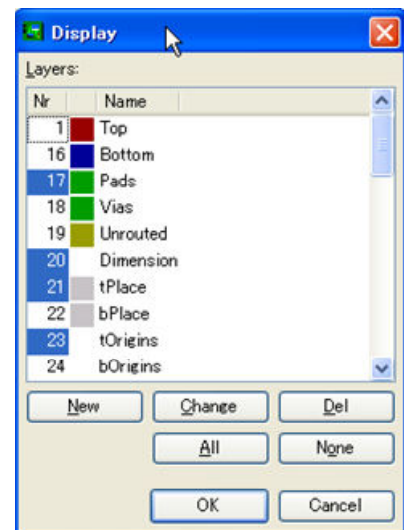 Display
Layers:
Nr Name
1 Top
16 Bottom
17 Pads
18 Vias
19 Unrouted
20 Dimension
21 tPlace
22 bPlace
23 tOrigins
24 bOrigins
New Change Del
All None
OK Cancel